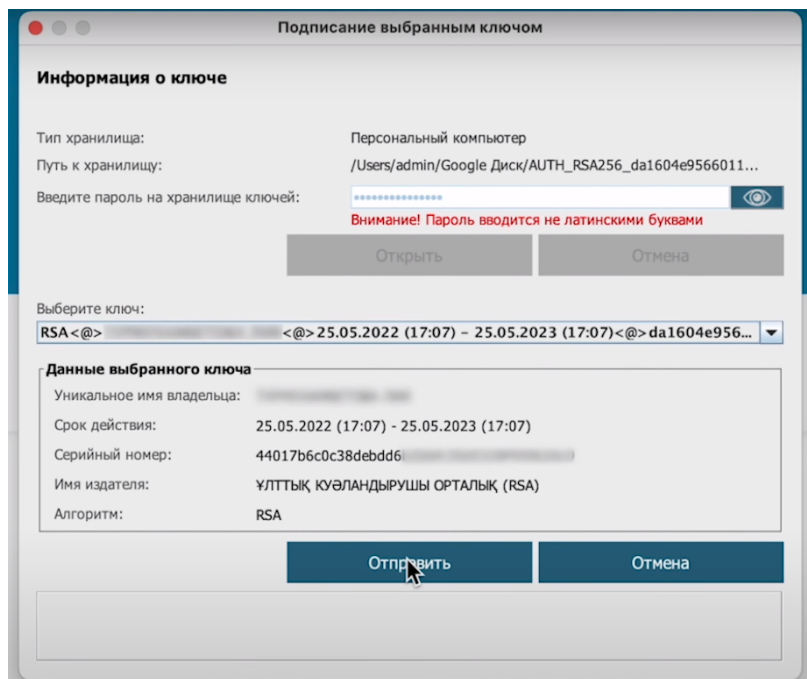 Подписание выбранным ключом
Информация о ключе
Тип хранилища: Персональный компьютер
Путь к хранилищу: /Users/admin/Google Диск/AUTH_RSA256_da1604e9566011...
Введите пароль на хранилище ключей: •••••••••••••••
Внимание! Пароль вводится не латинскими буквами
Открыть Отмена
Выберите ключ:
RSA<@> <@>25.05.2022 (17:07) – 25.05.2023 (17:07)<@>da1604e956...
Данные выбранного ключа
Уникальное имя владельца:
Срок действия: 25.05.2022 (17:07) - 25.05.2023 (17:07)
Серийный номер: 44017b6c0c38debdd6
Имя издателя: ҰЛТТЫҚ КУӘЛАНДЫРУШЫ ОРТАЛЫҚ (RSA)
Алгоритм: RSA
Отправить Отмена